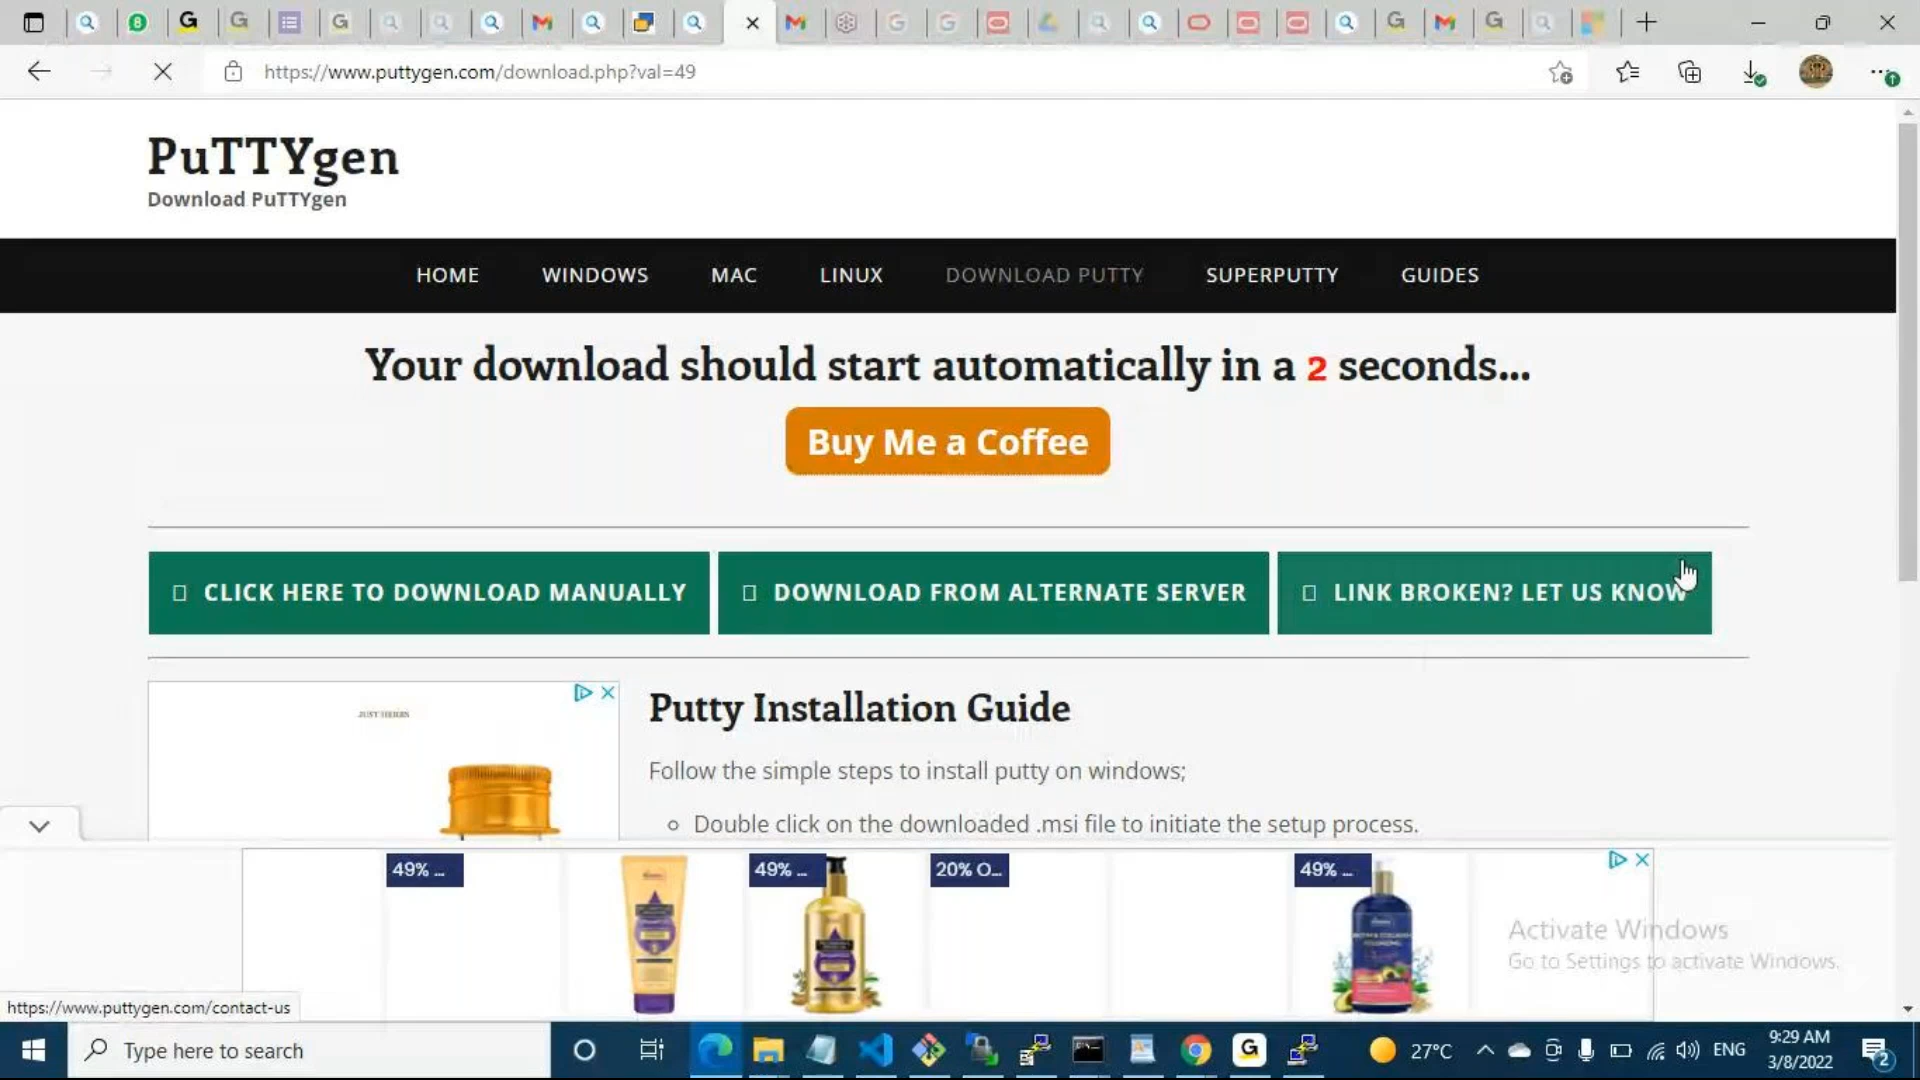 https://www.puttygen.com/download.php?val=49
PuTTYgen
Download PuTTYgen
HOME WINDOWS MAC LINUX DOWNLOAD PUTTY SUPERPUTTY GUIDES
Your download should start automatically in a 2 seconds...
Buy Me a Coffee
CLICK HERE TO DOWNLOAD MANUALLY DOWNLOAD FROM ALTERNATE SERVER LINK BROKEN? LET US KNOW
JUST HERBS
Putty Installation Guide
Follow the simple steps to install putty on windows;
Double click on the downloaded .msi file to initiate the setup process.
49% ... 49% ... 20% O... 49% ...
Activate Windows
Go to Settings to activate Windows.
https://www.puttygen.com/contact-us
Type here to search
27°C
ENG
9:29 AM
3/8/2022
2